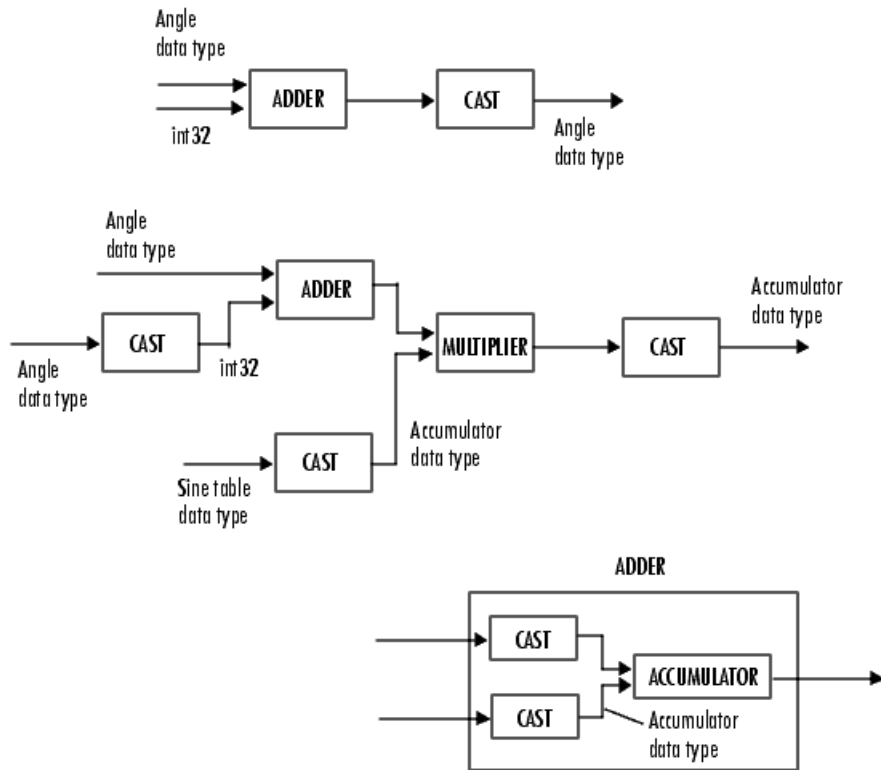 Angle
data type
ADDER
CAST
int32
Angle
data type
Angle
data type
ADDER
Accumulator
data type
CAST
MULTIPLIER
CAST
int32
Angle
data type
Accumulator
data type
CAST
Sine table
data type
ADDER
CAST
ACCUMULATOR
CAST
Accumulator
data type